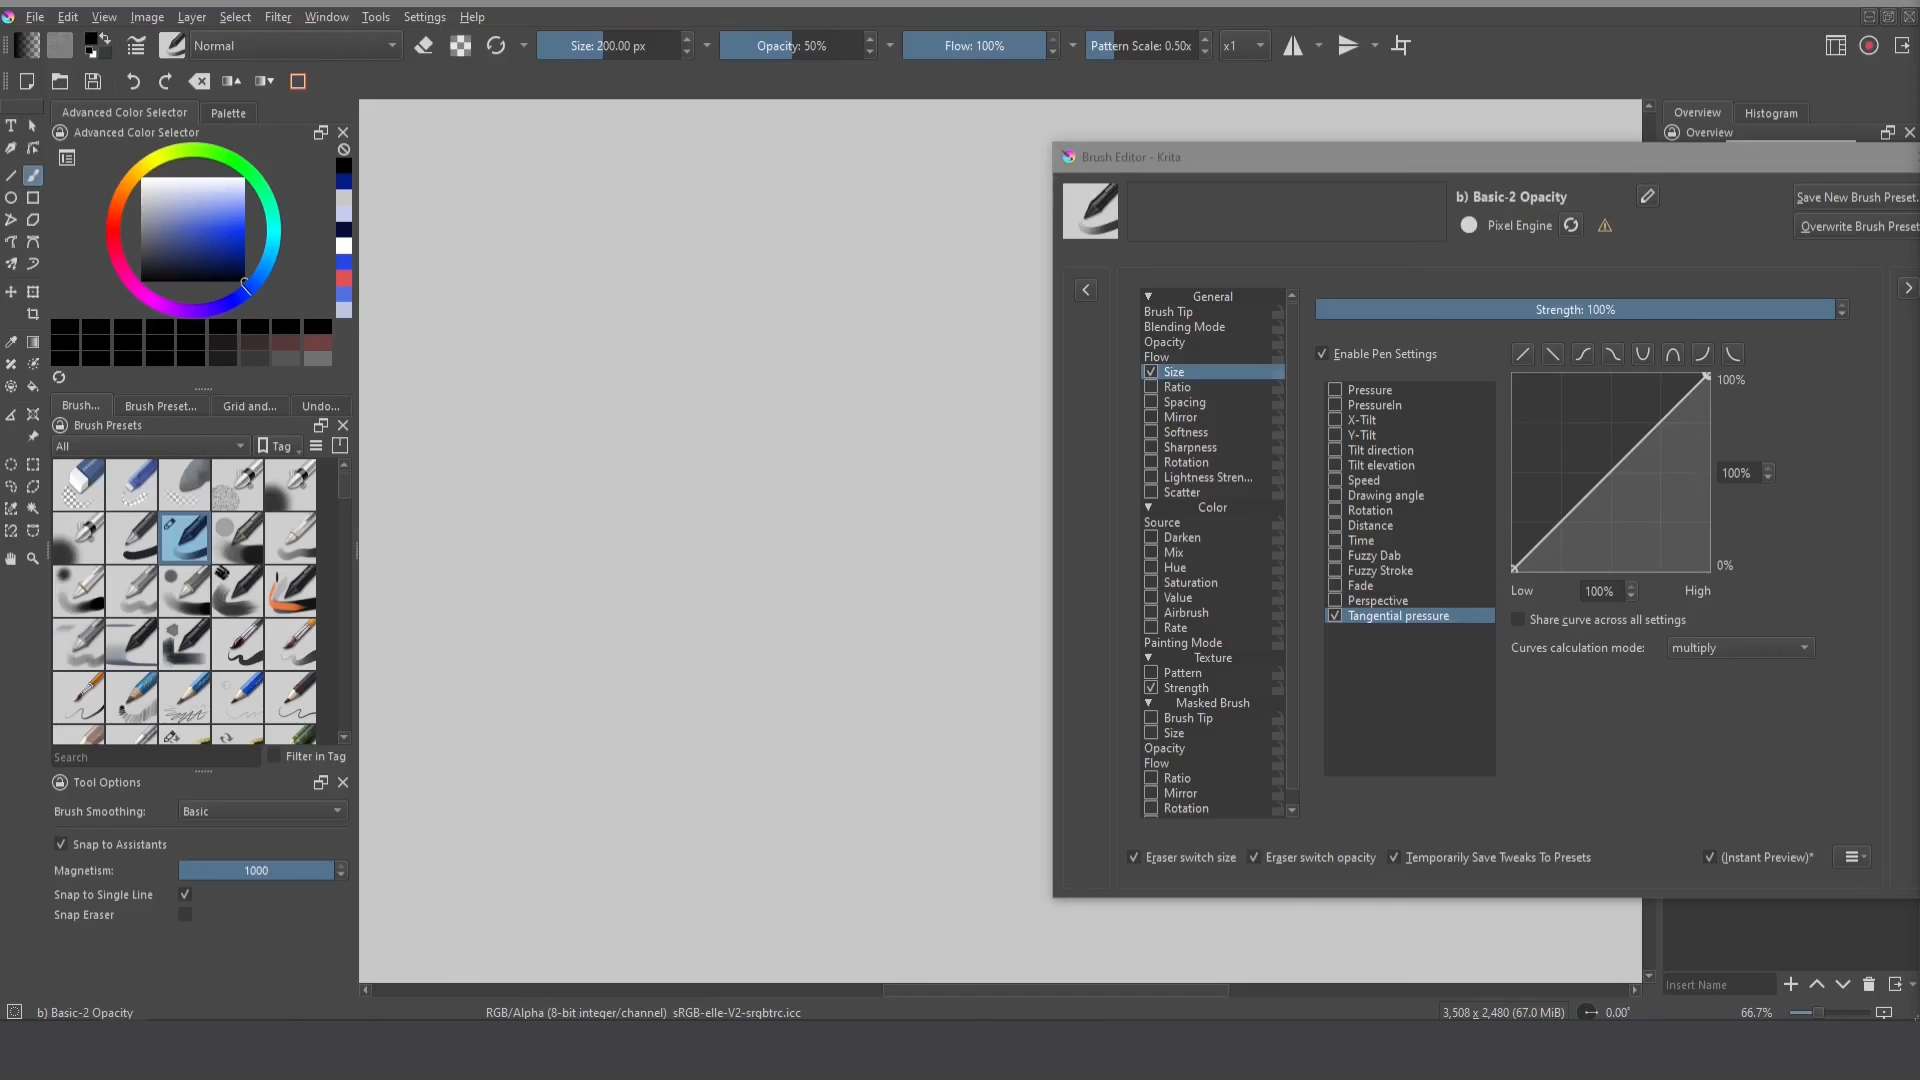 File Edit View Image Layer Select Filter Window Tools Settings Help
Normal Size: 200.00 px Opacity: 50% Flow: 100% Pattern Scale: 0.50x x1
Advanced Color Selector Palette
Advanced Color Selector
Overview Histogram
Overview
Brush Editor - Krita
b) Basic-2 Opacity
Save New Brush Preset.
Pixel Engine
Overwrite Brush Preset
General
Brush Tip
Blending Mode
Opacity
Flow
Size
Ratio
Spacing
Mirror
Softness
Sharpness
Rotation
Lightness Stren...
Scatter
Color
Source
Darken
Mix
Hue
Saturation
Value
Airbrush
Rate
Painting Mode
Texture
Pattern
Strength
Masked Brush
Brush Tip
Size
Opacity
Flow
Ratio
Mirror
Rotation
Strength: 100%
Enable Pen Settings
Pressure
PressureIn
X-Tilt
Y-Tilt
Tilt direction
Tilt elevation
Speed
Drawing angle
Rotation
Distance
Time
Fuzzy Dab
Fuzzy Stroke
Fade
Perspective
Tangential pressure
100%
100%
0%
Low 100% High
Share curve across all settings
Curves calculation mode: multiply
Eraser switch size Eraser switch opacity Temporarily Save Tweaks To Presets (Instant Preview)*
Brush... Brush Preset... Grid and... Undo...
Brush Presets
All Tag
Search Filter in Tag
Tool Options
Brush Smoothing: Basic
Snap to Assistants
Magnetism: 1000
Snap to Single Line
Snap Eraser
Insert Name
b) Basic-2 Opacity RGB/Alpha (8-bit integer/channel) sRGB-elle-V2-srgbtrc.icc 3,508 x 2,480 (67.0 MiB) 0.00° 66.7%